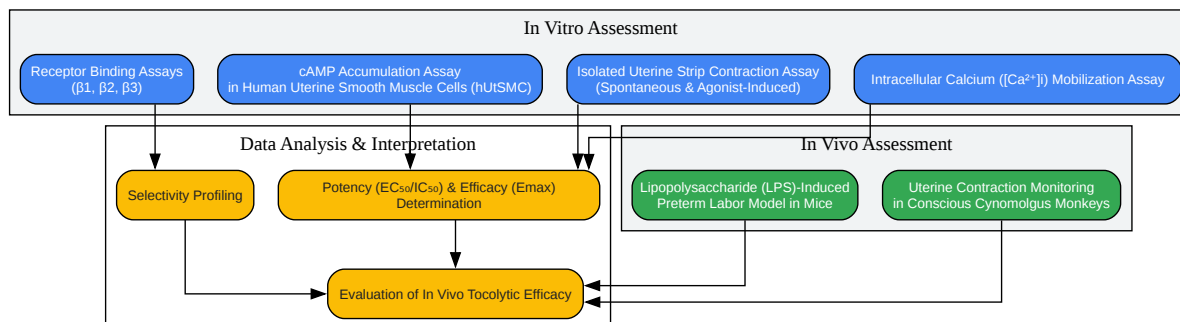 In Vitro Assessment
Receptor Binding Assays
(β1, β2, β3)
cAMP Accumulation Assay
in Human Uterine Smooth Muscle Cells (hUtSMC)
Isolated Uterine Strip Contraction Assay
(Spontaneous & Agonist-Induced)
Intracellular Calcium ([Ca²⁺]i) Mobilization Assay
Data Analysis & Interpretation
In Vivo Assessment
Selectivity Profiling
Potency (EC₅₀/IC₅₀) & Efficacy (Emax)
Determination
Lipopolysaccharide (LPS)-Induced
Preterm Labor Model in Mice
Uterine Contraction Monitoring
in Conscious Cynomolgus Monkeys
Evaluation of In Vivo Tocolytic Efficacy